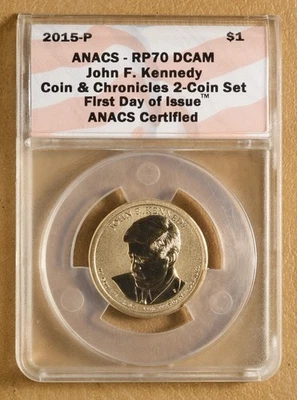 2015-P $1
ANACS - RP70 DCAM
John F. Kennedy
Coin & Chronicles 2-Coin Set
First Day of Issue™
ANACS Certified
JOHN F. KENNEDY